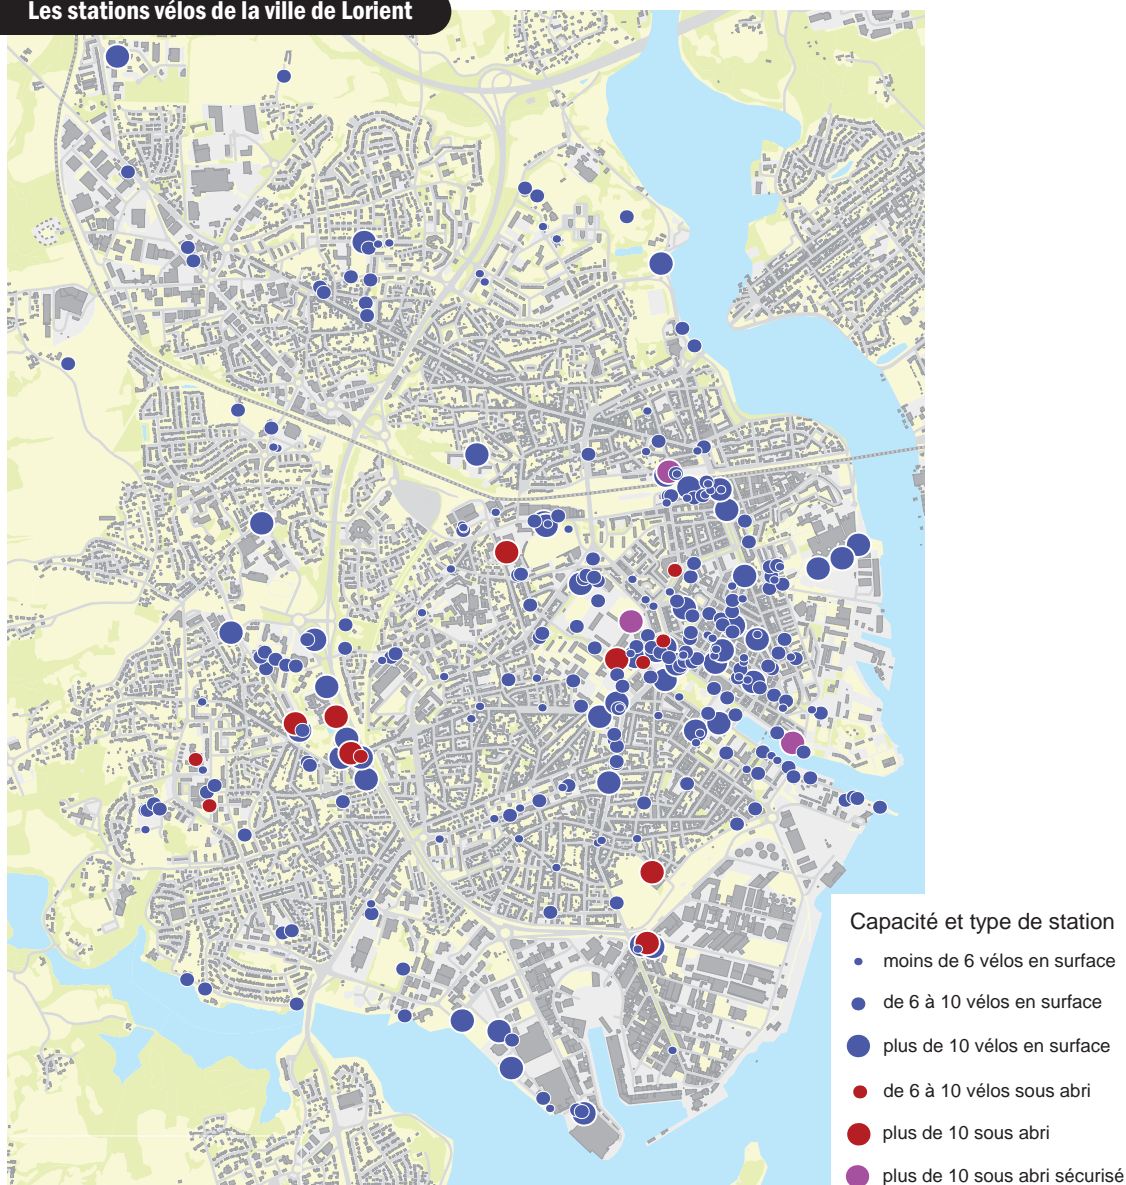 Les stations vélos de la ville de Lorient
Capacité et type de station
moins de 6 vélos en surface
de 6 à 10 vélos en surface
plus de 10 vélos en surface
de 6 à 10 vélos sous abri
plus de 10 sous abri
plus de 10 sous abri sécurisé